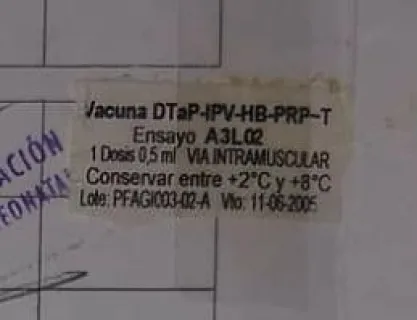 Vacuna DTaP-IPV-HB-PRP~T
Ensayo A3L02
1 Dosis 0,5 ml VIA INTRAMUSCULAR
Conservar entre +2°C y +8°C
Lote: PFAGI003-02-A Vto: 11-06-2005